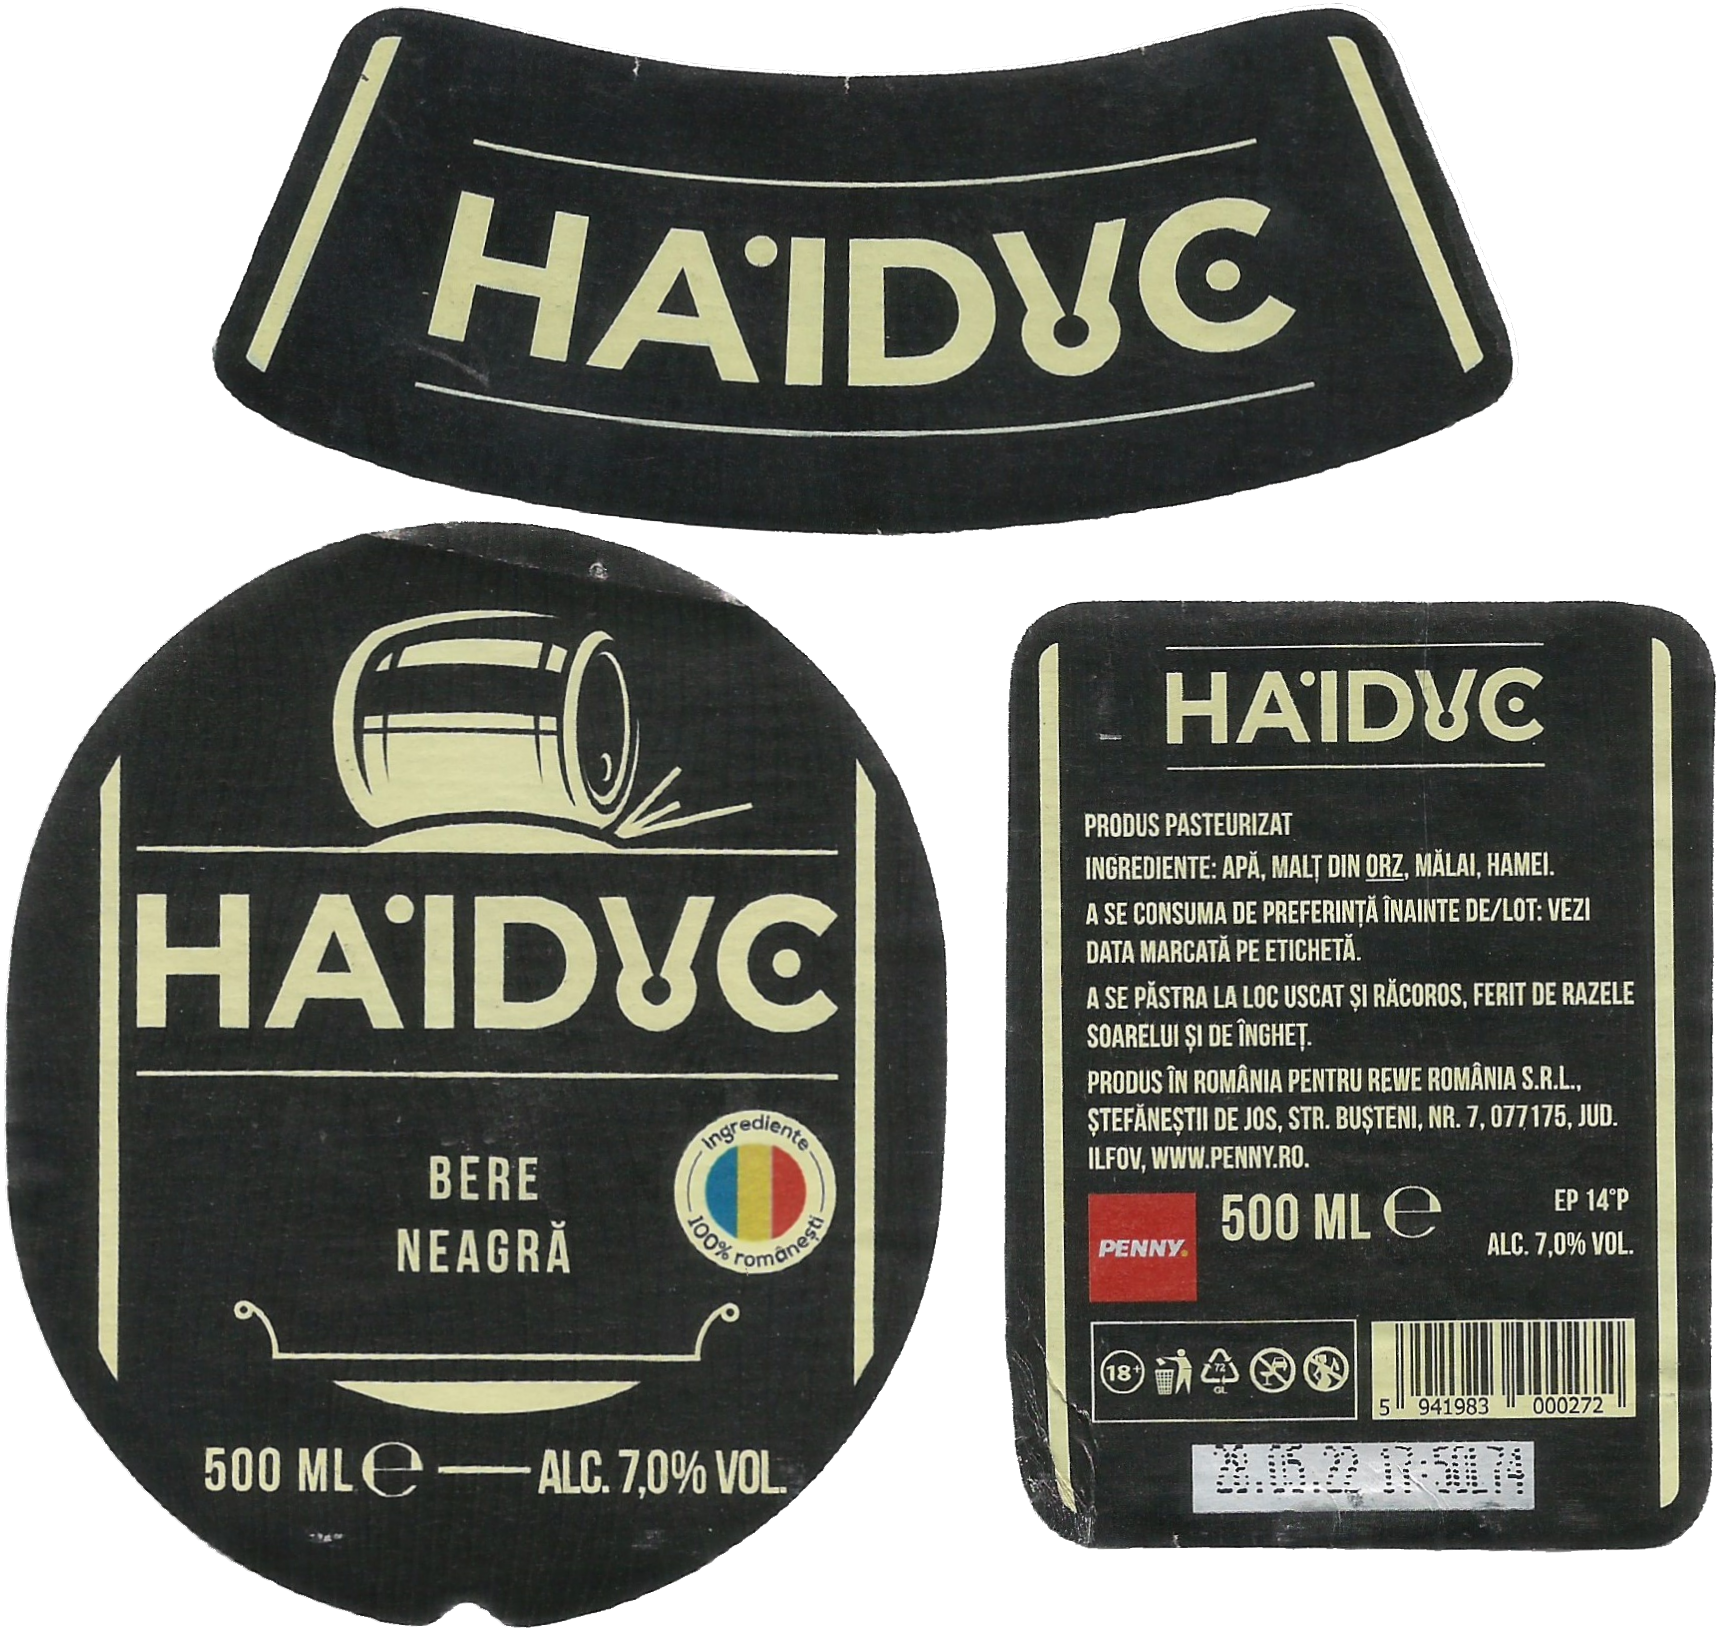 HAIDUC
HAIDUC
BERE
NEAGRĂ
Ingrediente
100% românești
500 ML e
ALC. 7,0% VOL.
HAIDUC
PRODUS PASTEURIZAT
INGREDIENTE: APĂ, MALȚ DIN ORZ, MĂLAI, HAMEI.
A SE CONSUMA DE PREFERINȚĂ ÎNAINTE DE/LOT: VEZI
DATA MARCATĂ PE ETICHETĂ.
A SE PĂSTRA LA LOC USCAT ȘI RĂCOROS, FERIT DE RAZELE
SOARELUI ȘI DE ÎNGHEȚ.
PRODUS ÎN ROMÂNIA PENTRU REWE ROMÂNIA S.R.L.,
ȘTEFĂNEȘTII DE JOS, STR. BUȘTENI, NR. 7, 077175, JUD.
ILFOV, WWW.PENNY.RO.
PENNY.
500 ML e
EP 14°P
ALC. 7,0% VOL.
18+
72
GL
5 941983 000272